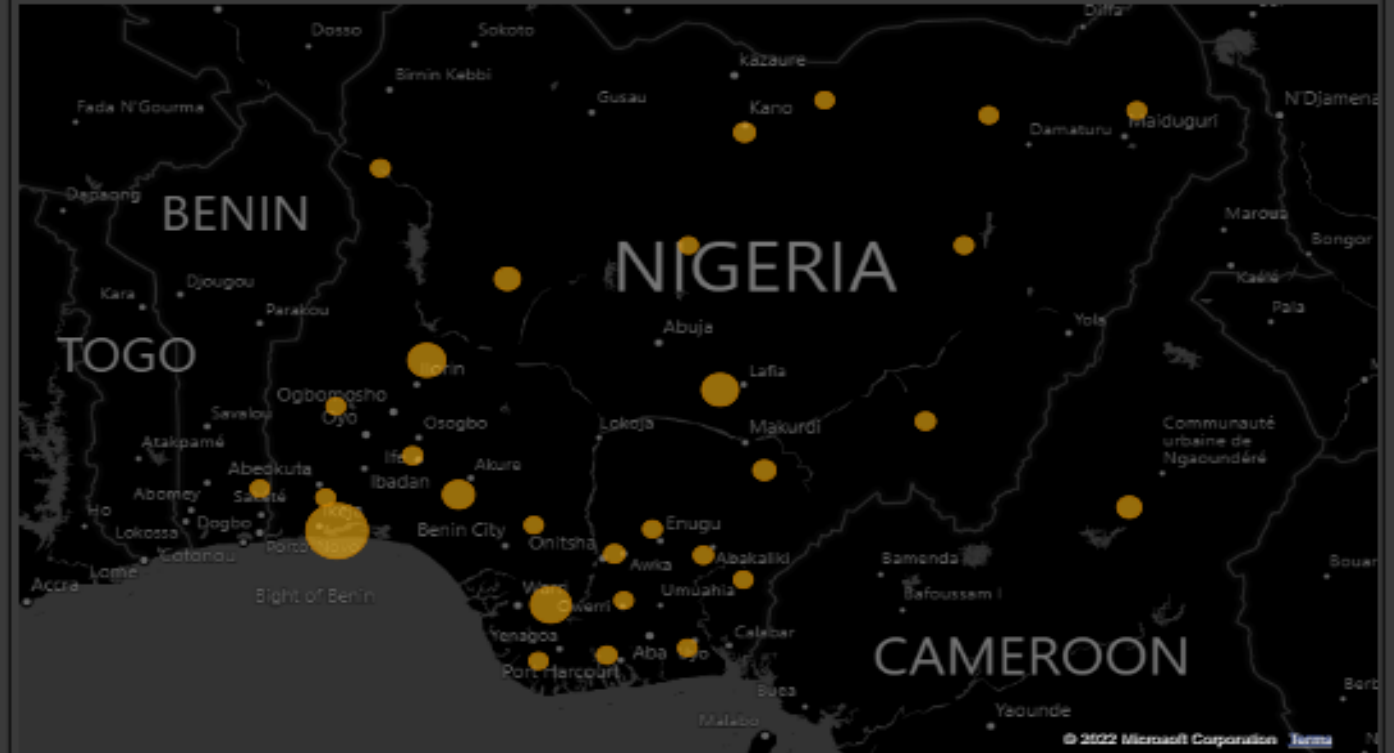 Diffa
Dosso
Sokoto
kazaure
Birnin Kebbi
Gusau
N'Djamena
Fada N'Gourma
Kano
Damaturu
Maiduguri
Dapaong
BENIN
Maroua
Bongor
NIGERIA
Kaélé
Djougou
Kara
Pala
Parakou
Abuja
Yola
TOGO
Ilorin
Lafia
Ogbomosho
Oyo
Savalou
Osogbo
Lokoja
Makurdi
Communauté
urbaine de
Ngaoundéré
Atakpamé
Ife
Akure
Abeokuta
Ibadan
Abomey
Sakété
Ho
Ikeja
Lokossa
Dogbo
Benin City
Enugu
Onitsha
Porto-Novo
Cotonou
Awka
Abakaliki
Bamenda
Lome
Accra
Bight of Benin
Warri
Owerri
Umuahia
Bafoussam
Yenagoa
Calabar
Aba
Uyo
CAMEROON
Port Harcourt
Buea
Malabo
Yaounde
© 2022 Microsoft Corporation Terms